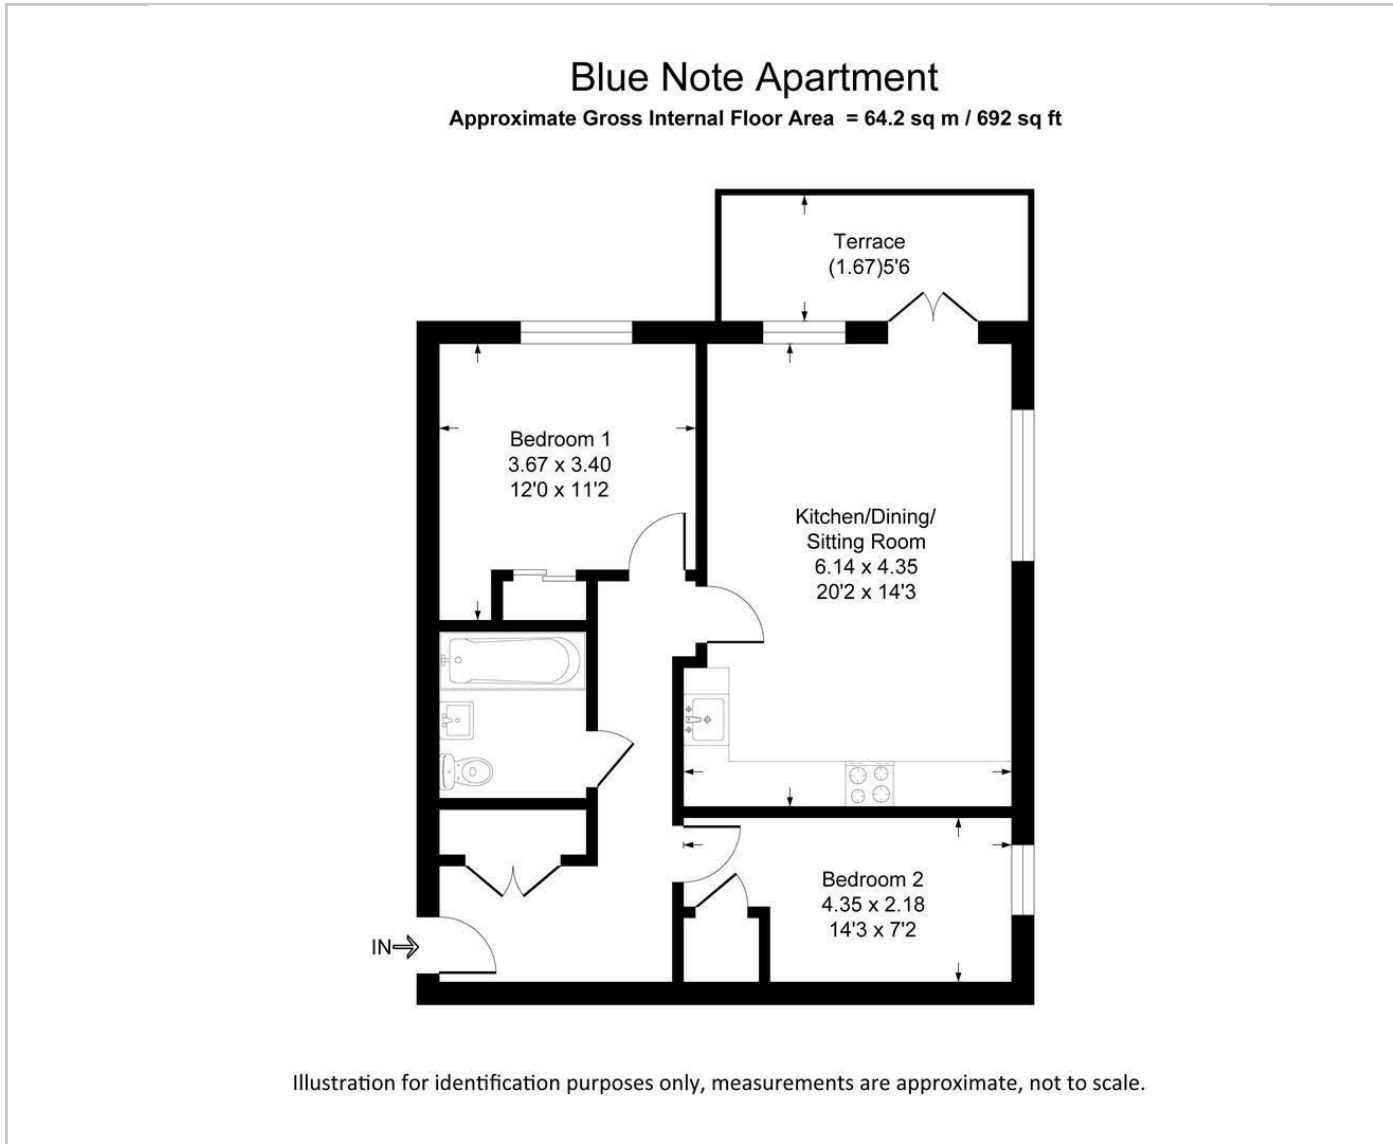 Blue Note Apartment
Approximate Gross Internal Floor Area = 64.2 sq m / 692 sq ft
Terrace
(1.67)5'6
Bedroom 1
3.67 x 3.40
12'0 x 11'2
Kitchen/Dining/
Sitting Room
6.14 x 4.35
20'2 x 14'3
Bedroom 2
4.35 x 2.18
14'3 x 7'2
IN
Illustration for identification purposes only, measurements are approximate, not to scale.